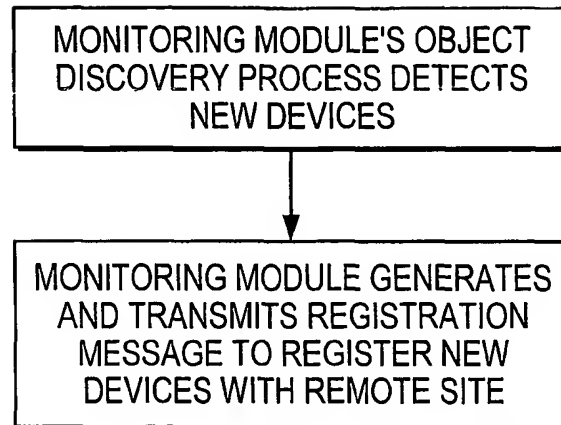 MONITORING MODULE'S OBJECT
DISCOVERY PROCESS DETECTS
NEW DEVICES
MONITORING MODULE GENERATES
AND TRANSMITS REGISTRATION
MESSAGE TO REGISTER NEW
DEVICES WITH REMOTE SITE